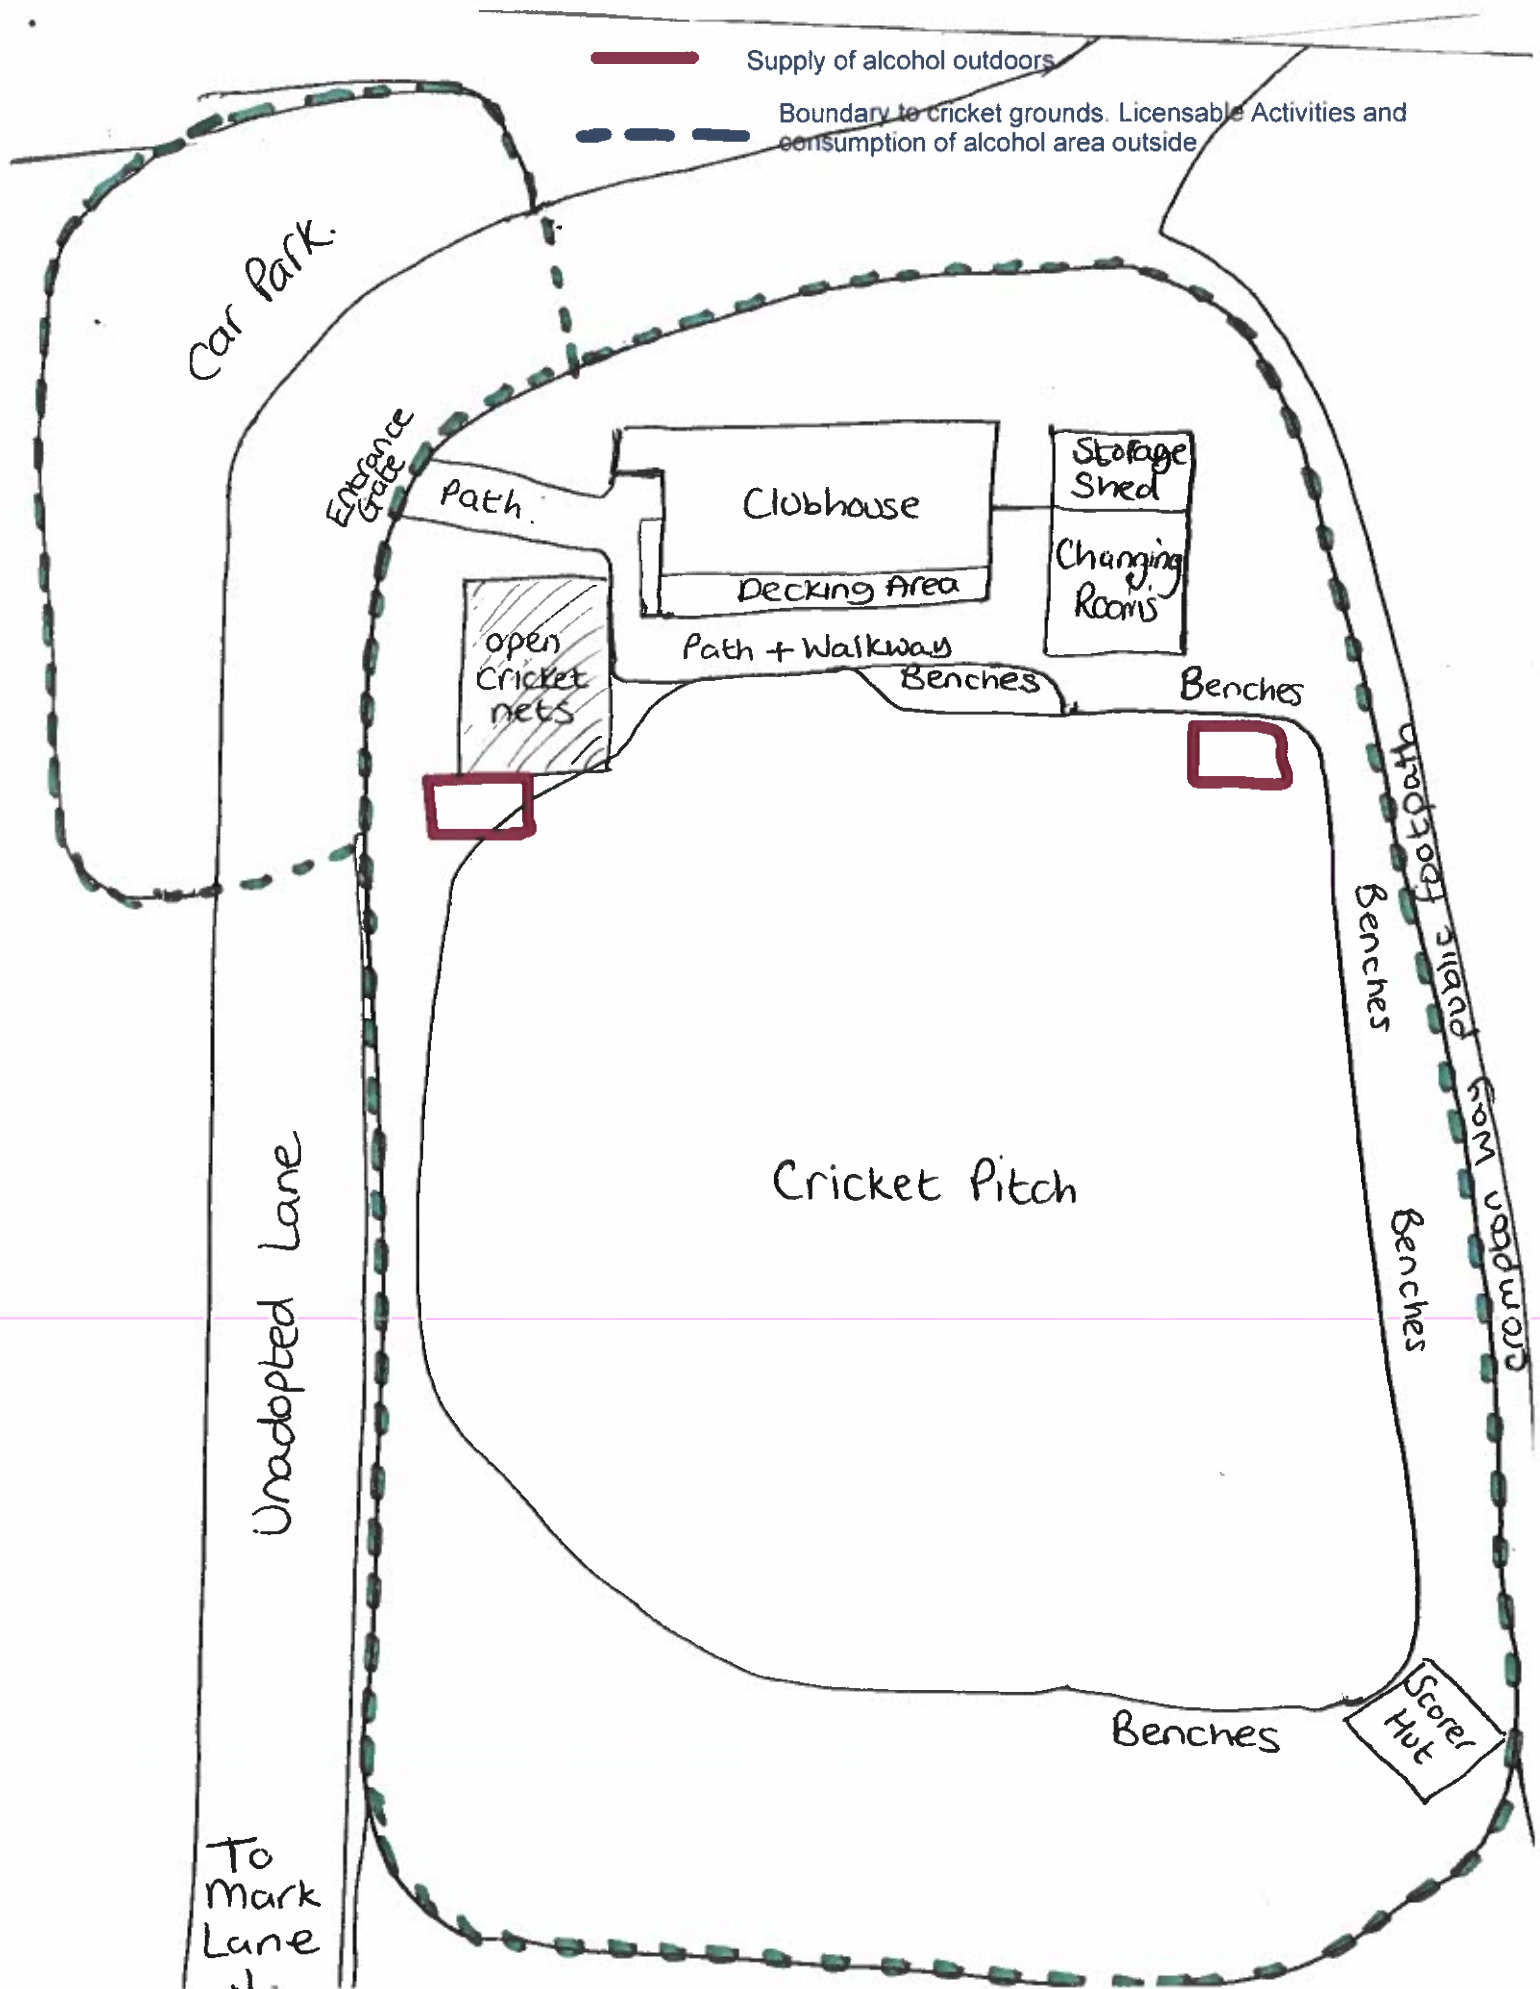 Supply of alcohol outdoors
Boundary to cricket grounds. Licensable Activities and
consumption of alcohol area outside
Car Park.
Entrance
Gate
Path.
Clubhouse
Storage
Shed
Changing
Rooms
Decking Area
open
Cricket
nets
Path + Walkway
Benches
Benches
Benches
Campden Way public footpath
Cricket Pitch
Benches
Unadopted Lane
Scorer
Hut
Benches
To
Mark
Lane